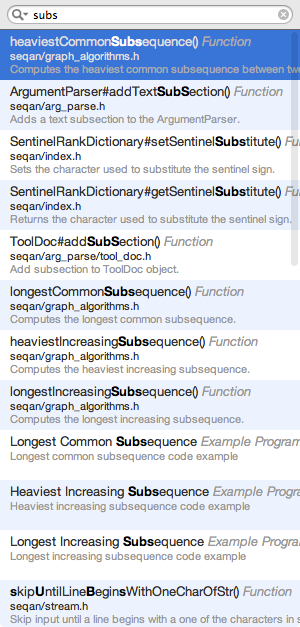 subs
heaviestCommonSubsequence() Function
seqan/graph_algorithms.h
Computes the heaviest common subsequence between
ArgumentParser#addTextSubSection() Function
seqan/arg_parse.h
Adds a text subsection to the ArgumentParser.
SentinelRankDictionary#setSentinelSubstitute() Function
seqan/index.h
Sets the character used to substitute the sentinel sign.
SentinelRankDictionary#getSentinelSubstitute() Function
seqan/index.h
Returns the character used to substitute the sentinel sign.
ToolDoc#addSubSection() Function
seqan/arg_parse/tool_doc.h
Add subsection to ToolDoc object.
longestCommonSubsequence() Function
seqan/graph_algorithms.h
Computes the longest common subsequence.
heaviestIncreasingSubsequence() Function
seqan/graph_algorithms.h
Computes the heaviest increasing subsequence.
longestIncreasingSubsequence() Function
seqan/graph_algorithms.h
Computes the longest increasing subsequence.
Longest Common Subsequence Example Program
Longest common subsequence code example
Heaviest Increasing Subsequence Example Progra
Heaviest increasing subsequence code example
Longest Increasing Subsequence Example Program
Longest increasing subsequence code example
skipUntilLineBeginsWithOneCharOfStr() Function
seqan/stream.h
Skip input until a line begins with a one of the characters in s